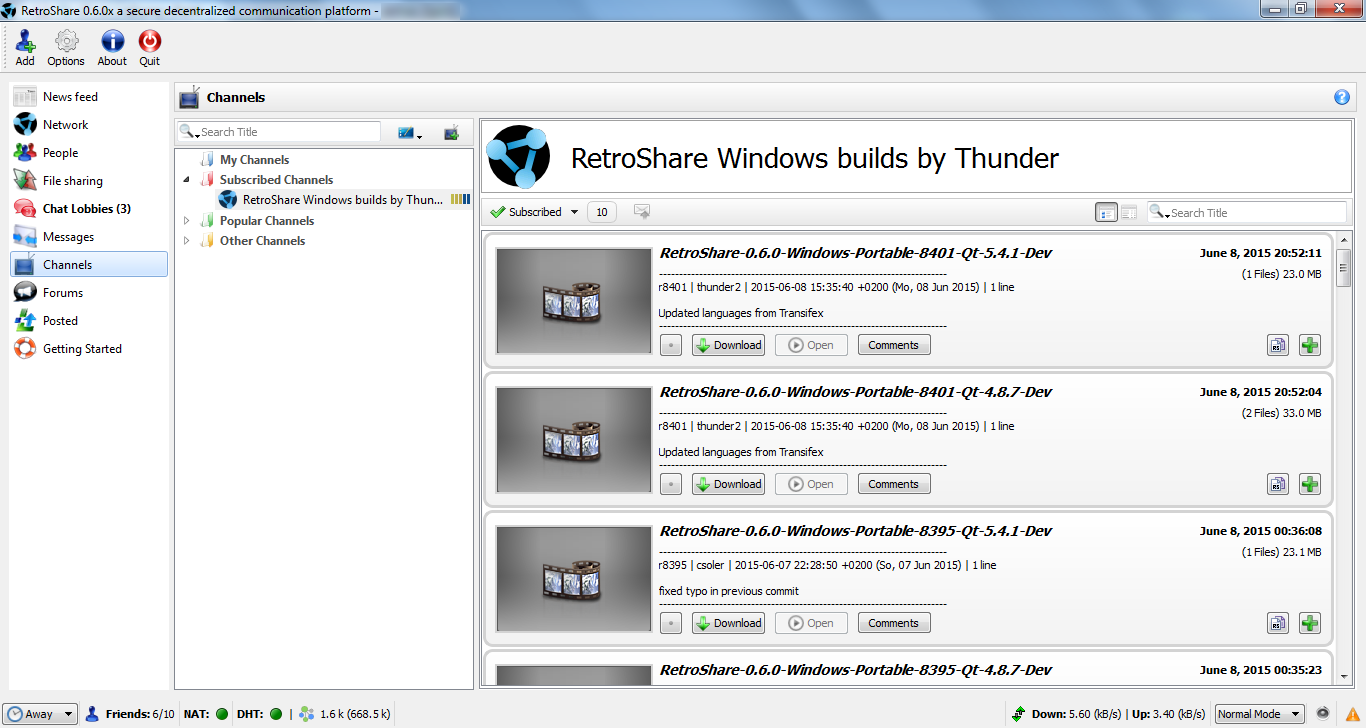 RetroShare 0.6.0x a secure decentralized communication platform -
Add Options About Quit
News feed
Network
People
File sharing
Chat Lobbies (3)
Messages
Channels
Forums
Posted
Getting Started
Channels
Search Title
My Channels
Subscribed Channels
RetroShare Windows builds by Thun...
Popular Channels
Other Channels
RetroShare Windows builds by Thunder
Subscribed 10 Search Title
RetroShare-0.6.0-Windows-Portable-8401-Qt-5.4.1-Dev June 8, 2015 20:52:11
(1 Files) 23.0 MB
------------------------------------------------------------------------
r8401 | thunder2 | 2015-06-08 15:35:40 +0200 (Mo, 08 Jun 2015) | 1 line
Updated languages from Transifex
------------------------------------------------------------------------
Download Open Comments RS
RetroShare-0.6.0-Windows-Portable-8401-Qt-4.8.7-Dev June 8, 2015 20:52:04
(2 Files) 33.0 MB
------------------------------------------------------------------------
r8401 | thunder2 | 2015-06-08 15:35:40 +0200 (Mo, 08 Jun 2015) | 1 line
Updated languages from Transifex
------------------------------------------------------------------------
Download Open Comments RS
RetroShare-0.6.0-Windows-Portable-8395-Qt-5.4.1-Dev June 8, 2015 00:36:08
(1 Files) 23.1 MB
------------------------------------------------------------------------
r8395 | csoler | 2015-06-07 22:28:50 +0200 (So, 07 Jun 2015) | 1 line
fixed typo in previous commit
------------------------------------------------------------------------
Download Open Comments RS
RetroShare-0.6.0-Windows-Portable-8395-Qt-4.8.7-Dev June 8, 2015 00:35:23
Away Friends: 6/10 NAT: DHT: | 1.6 k (668.5 k) Down: 5.60 (kB/s) | Up: 3.40 (kB/s) Normal Mode